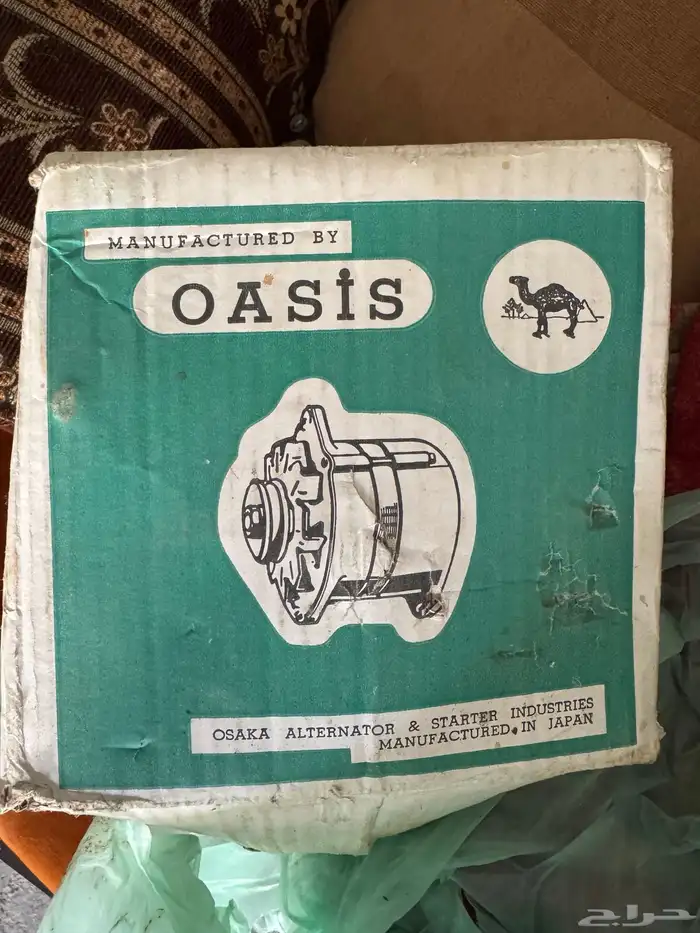 MANUFACTURED BY
OASiS
OSAKA ALTERNATOR & STARTER INDUSTRIES
MANUFACTURED IN JAPAN
حراج